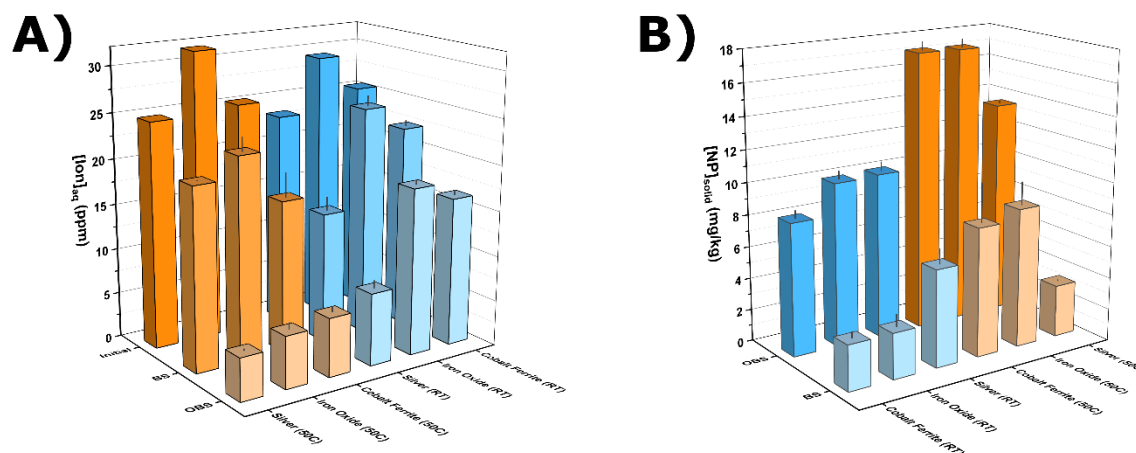 A)
[Ion]aq (ppm)
30
25
20
15
10
5
0
Initial
BS
OBS
Silver (50C)
Iron Oxide (50C)
Cobalt Ferrite (50C)
Silver (RT)
Iron Oxide (RT)
Cobalt Ferrite (RT)
B)
[NP]solid (mg/kg)
18
16
14
12
10
8
6
4
2
0
OBS
BS
Cobalt Ferrite (RT)
Iron Oxide (RT)
Silver (RT)
Cobalt Ferrite (50C)
Iron Oxide (50C)
Silver (50C